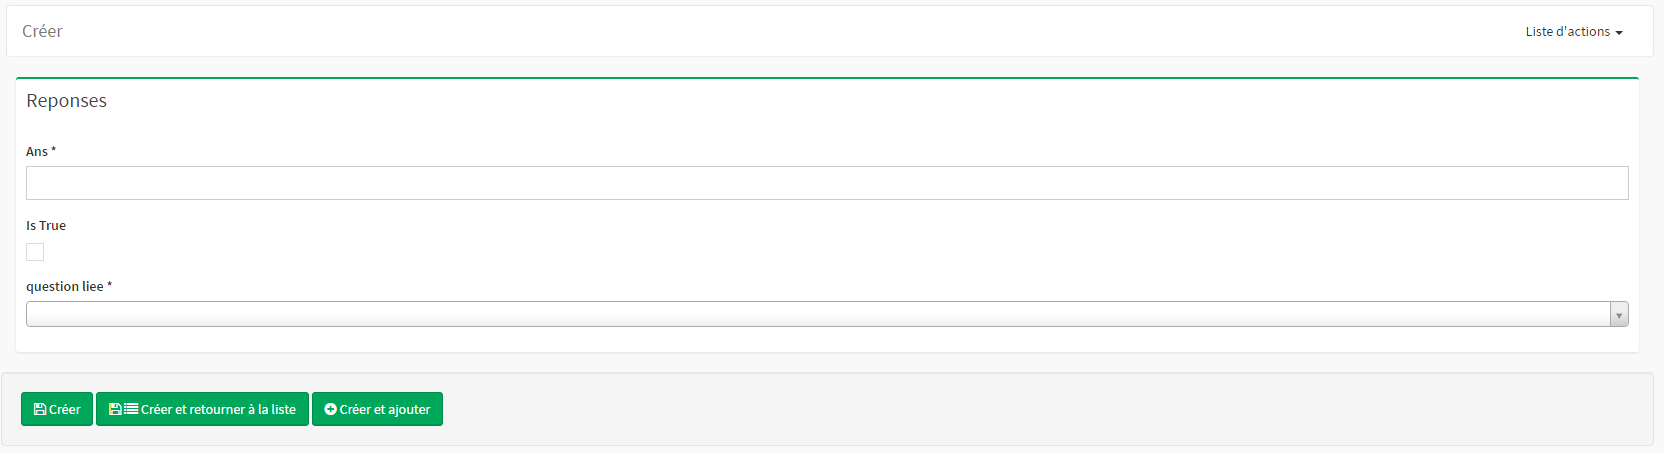 Créer
Liste d'actions
Reponses
Ans *
Is True
question liee *
Créer
Créer et retourner à la liste
Créer et ajouter